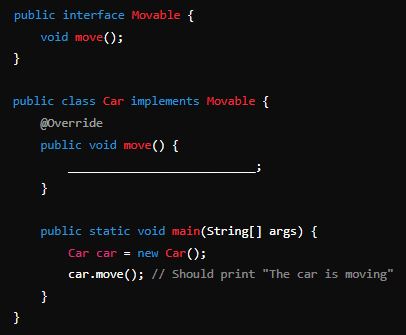 public interface Movable {
    void move();
}

public class Car implements Movable {
    @Override
    public void move() {
        ___________________________;
    }

    public static void main(String[] args) {
        Car car = new Car();
        car.move(); // Should print "The car is moving"
    }
}